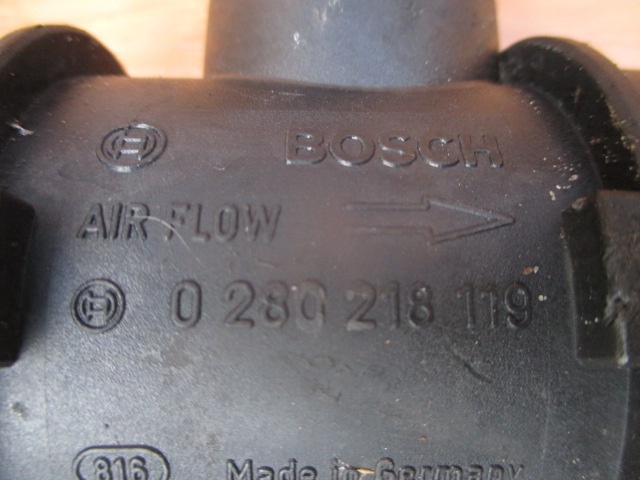 BOSCH
AIR FLOW
0 280 218 119
816 Made in Germany